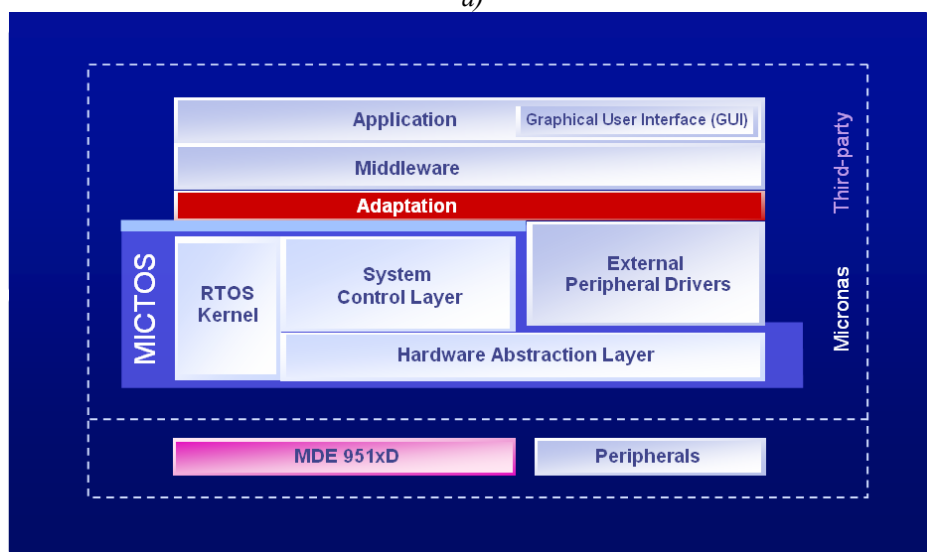 a)
Application
Graphical User Interface (GUI)
Middleware
Adaptation
Third-party
MICTOS
RTOS
Kernel
System
Control Layer
External
Peripheral Drivers
Micronas
Hardware Abstraction Layer
MDE 951xD
Peripherals